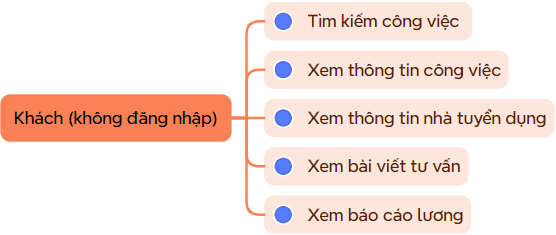 Tìm kiếm công việc
Xem thông tin công việc
Khách (không đăng nhập)
Xem thông tin nhà tuyển dụng
Xem bài viết tư vấn
Xem báo cáo lương